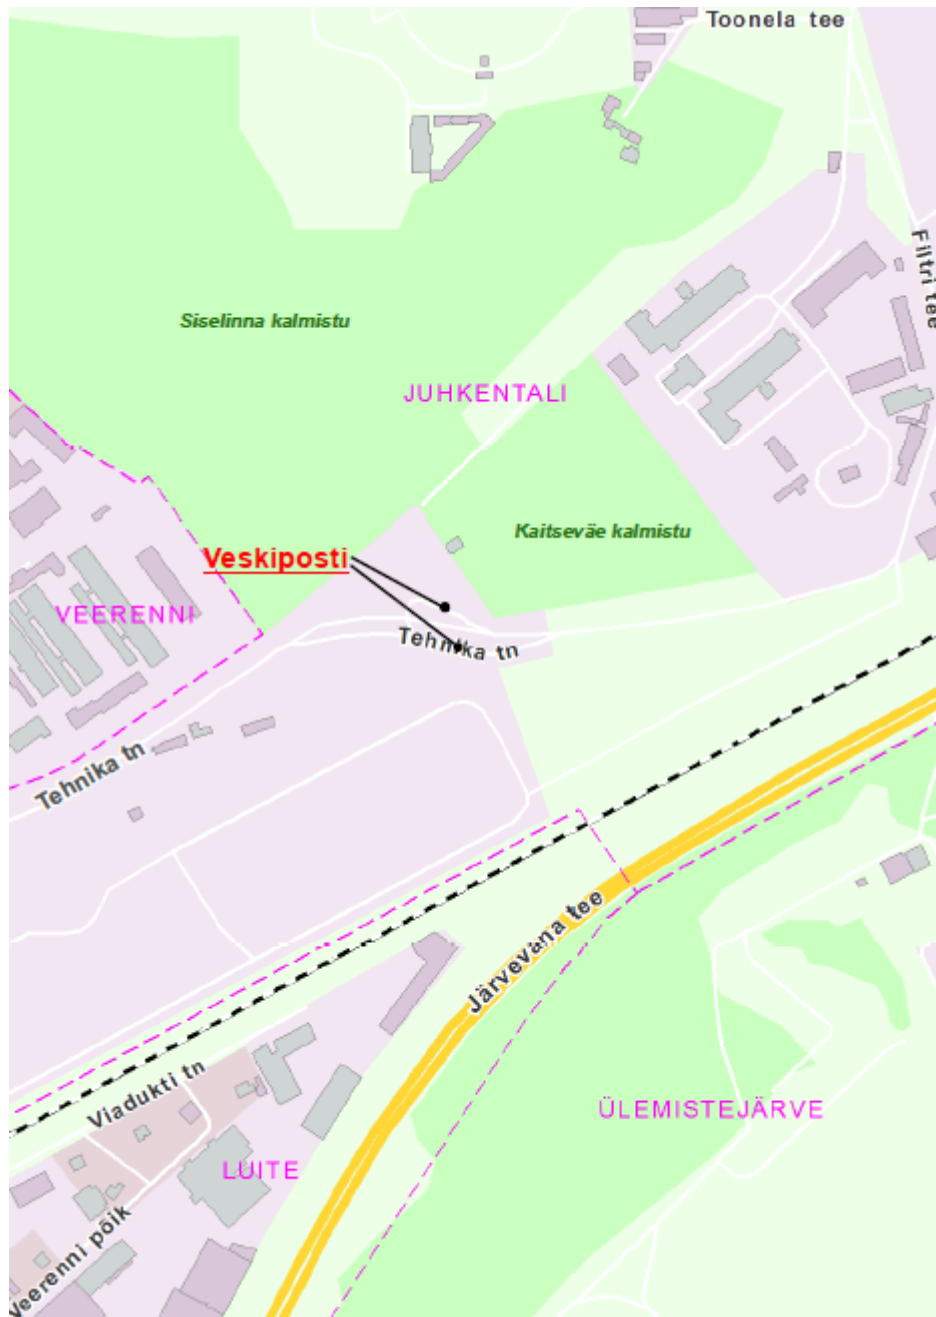 Toonela tee
Filtri tee
Siselinna kalmistu
JUHKENTALI
Kaitseväe kalmistu
Veskiposti
VEERENNI
Tehnika tn
Tehnika tn
Järvevana tee
Viadukti tn
ÜLEMISTEJÄRVE
LUITE
Veerenni põik